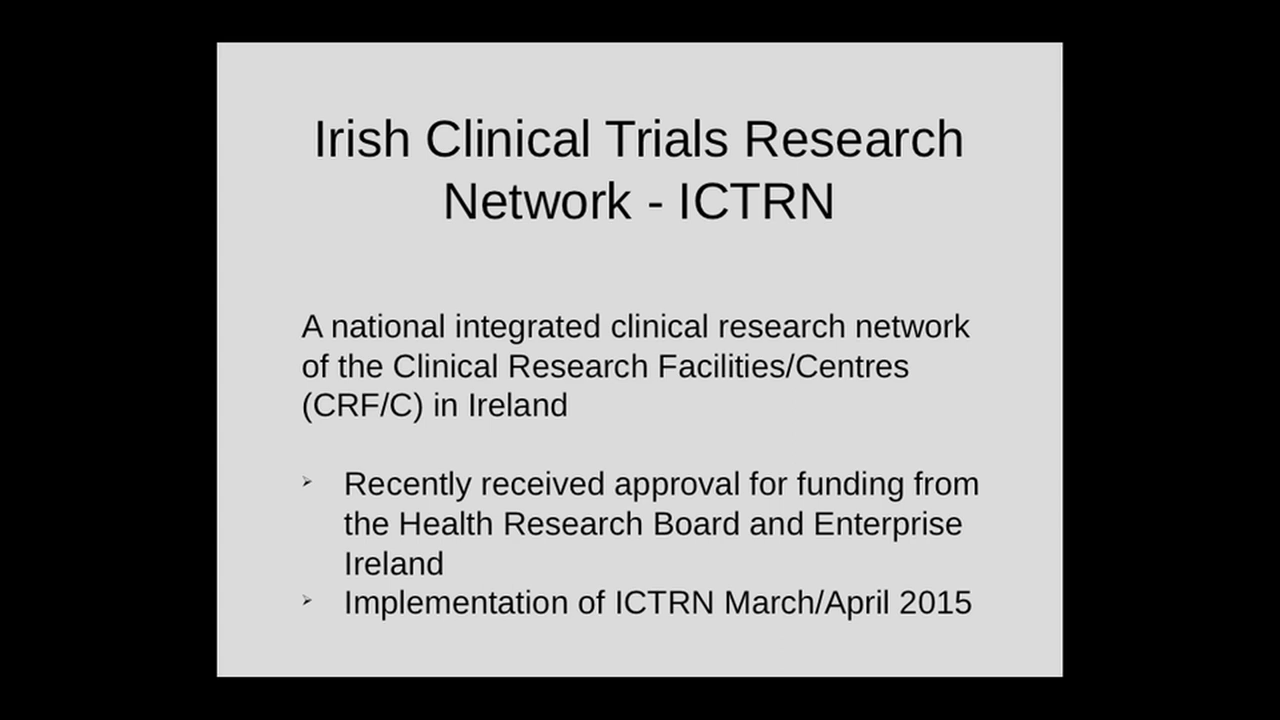 Irish Clinical Trials Research
Network - ICTRN
A national integrated clinical research network
of the Clinical Research Facilities/Centres
(CRF/C) in Ireland
➢ Recently received approval for funding from
the Health Research Board and Enterprise
Ireland
➢ Implementation of ICTRN March/April 2015